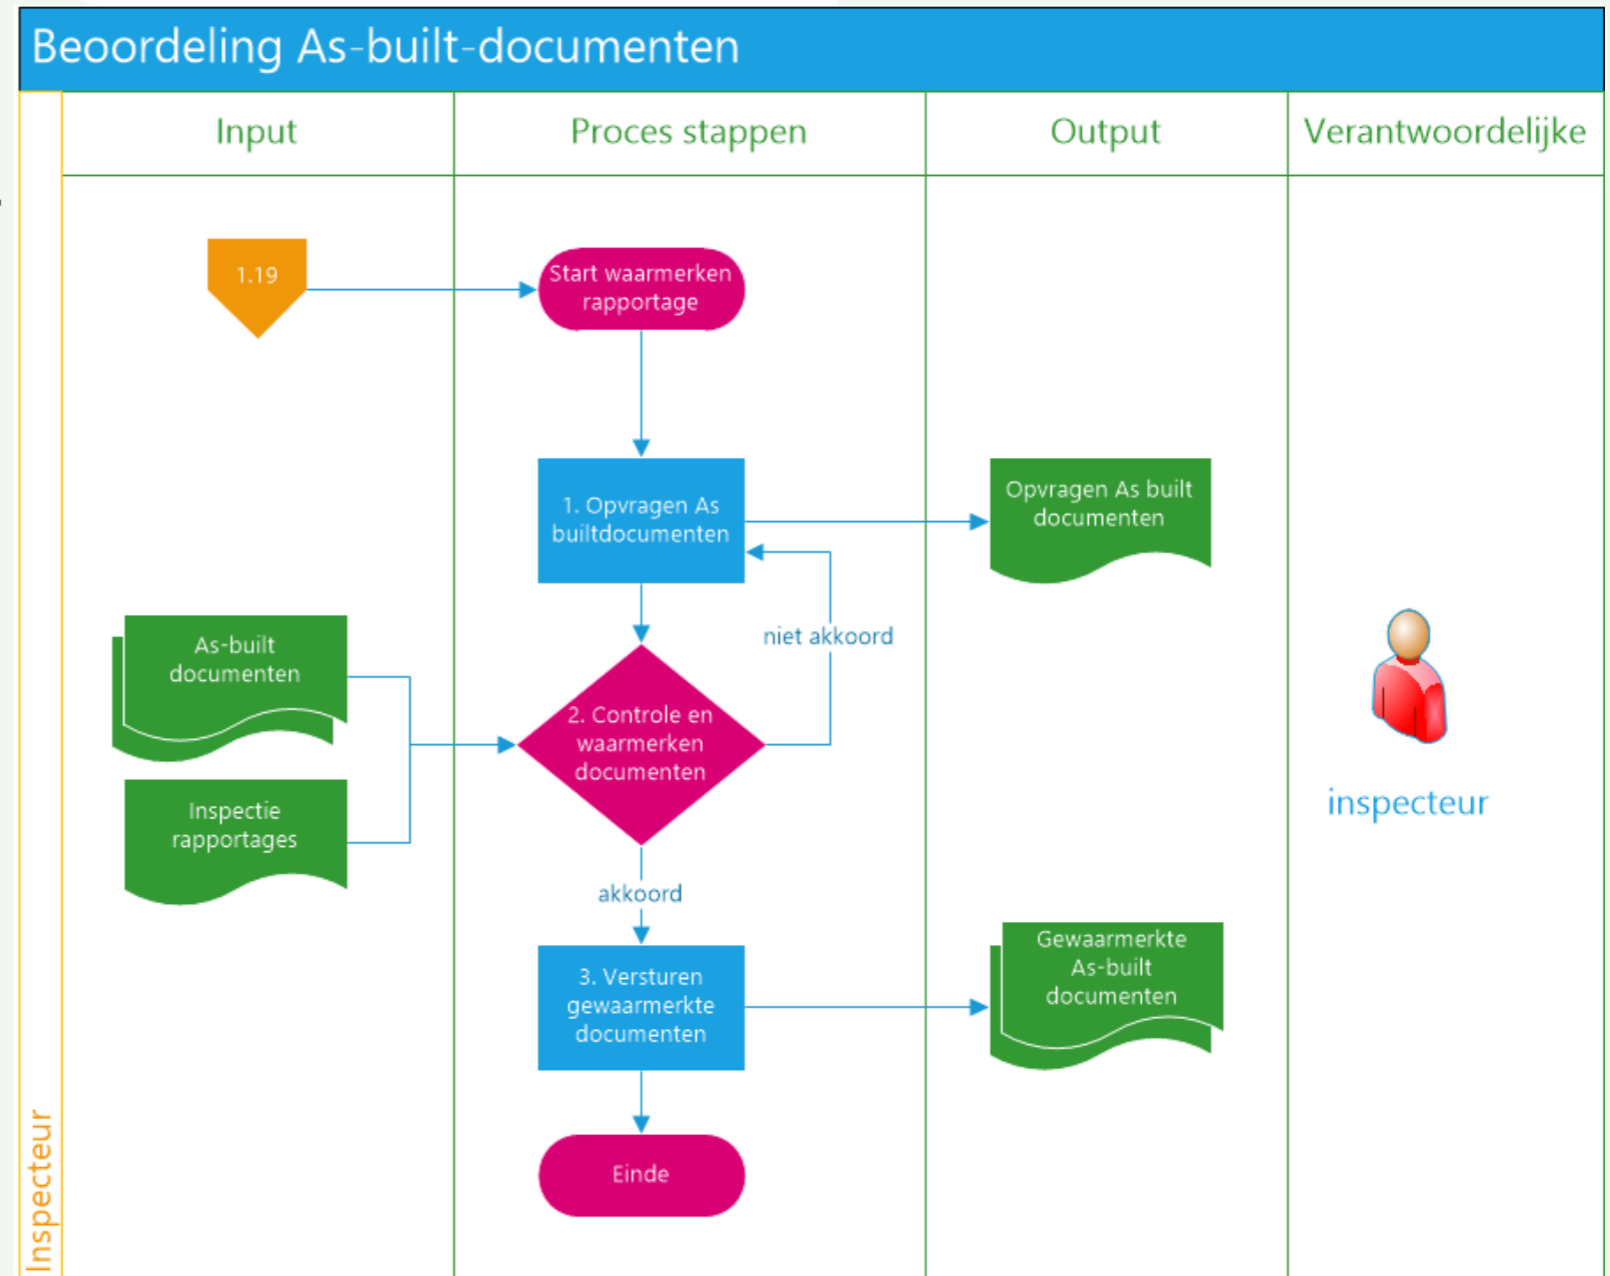 Beoordeling As-built-documenten
Input
Proces stappen
Output
Verantwoordelijke
1.19
Start waarmerken
rapportage
1. Opvragen As
builtdocumenten
Opvragen As built
documenten
niet akkoord
As-built
documenten
2. Controle en
waarmerken
documenten
Inspectie
rapportages
inspecteur
akkoord
3. Versturen
gewaarmerkte
documenten
Gewaarmerkte
As-built
documenten
Einde
Inspecteur